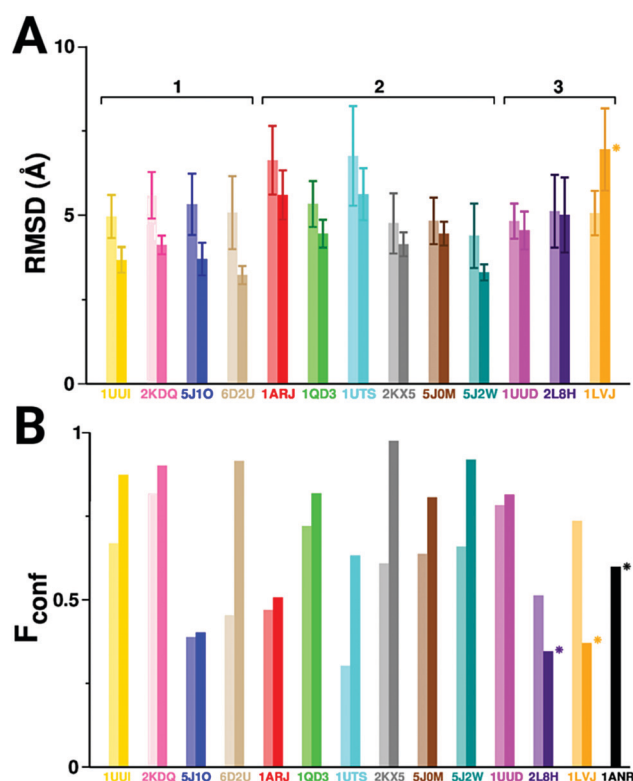 A
10
1 2 3
RMSD (Å)
5
*
0
1UUI 2KDQ 5J1O 6D2U 1ARJ 1QD3 1UTS 2KX5 5J0M 5J2W 1UUD 2L8H 1LVJ
B
1
Fconf
0.5
* * *
0
1UUI 2KDQ 5J1O 6D2U 1ARJ 1QD3 1UTS 2KX5 5J0M 5J2W 1UUD 2L8H 1LVJ 1ANR